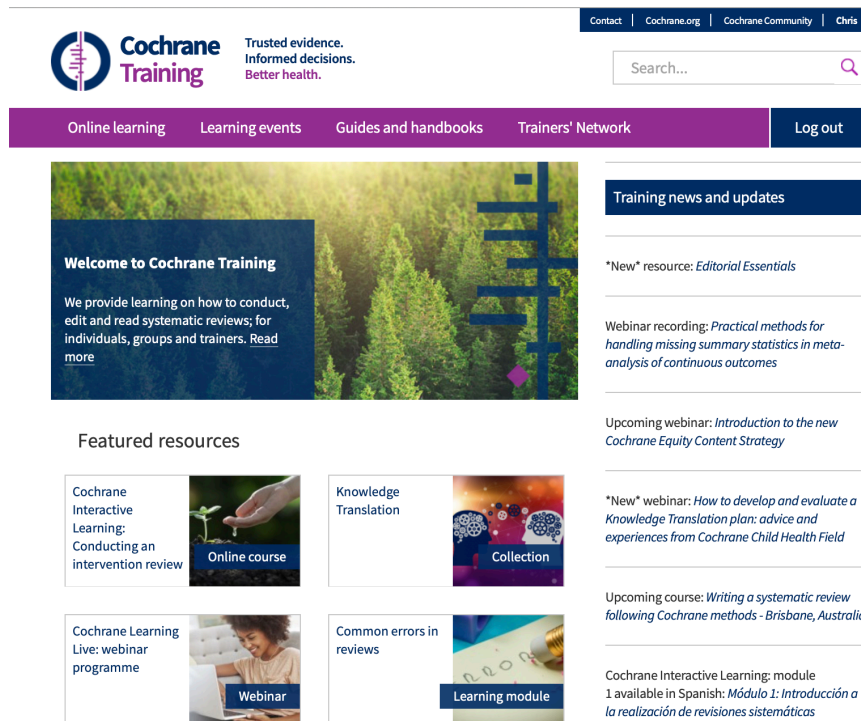 Contact
Cochrane.org
Cochrane Community
Chris
Cochrane
Training
Trusted evidence.
Informed decisions.
Better health.
Search...
Online learning
Learning events
Guides and handbooks
Trainers' Network
Log out
Welcome to Cochrane Training
We provide learning on how to conduct,
edit and read systematic reviews; for
individuals, groups and trainers. Read
more
Featured resources
Cochrane
Interactive
Learning:
Conducting an
intervention review
Online course
Knowledge
Translation
Collection
Cochrane Learning
Live: webinar
programme
Webinar
Common errors in
reviews
Learning module
Training news and updates
*New* resource: Editorial Essentials
Webinar recording: Practical methods for
handling missing summary statistics in meta-
analysis of continuous outcomes
Upcoming webinar: Introduction to the new
Cochrane Equity Content Strategy
*New* webinar: How to develop and evaluate a
Knowledge Translation plan: advice and
experiences from Cochrane Child Health Field
Upcoming course: Writing a systematic review
following Cochrane methods - Brisbane,
Cochrane Interactive Learning: module
1 available in Spanish: Módulo 1: Introducción a
la realización de revisiones sistemáticas